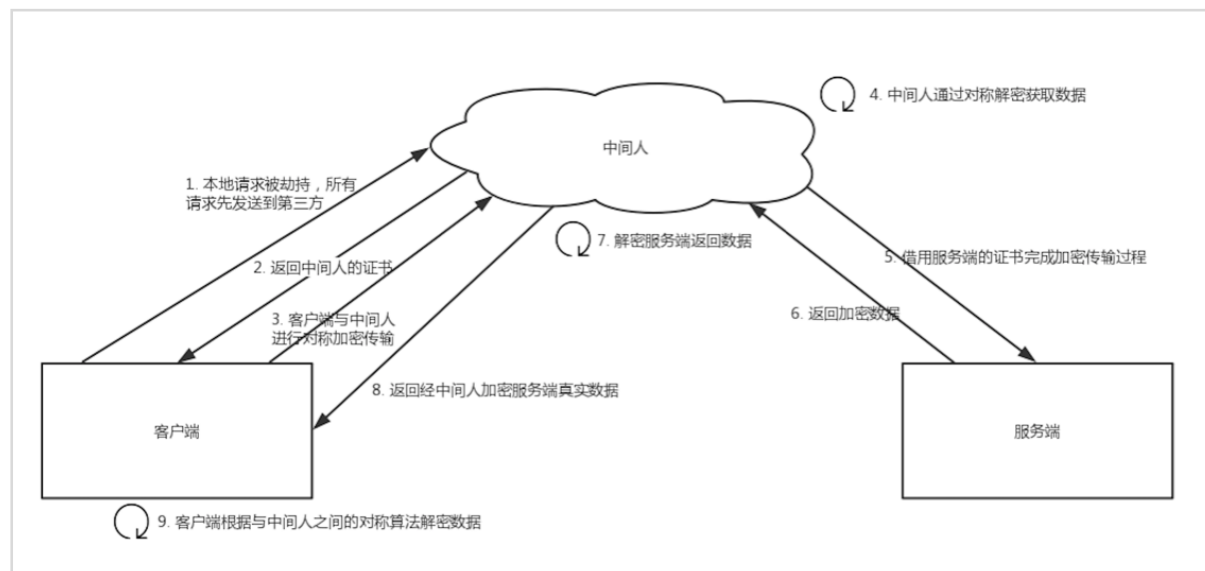 4. 中间人通过对称解密获取数据
中间人
1. 本地请求被劫持，所有
请求先发送到第三方
7. 解密服务端返回数据
5. 借用服务端的证书完成加密传输过程
2. 返回中间人的证书
6. 返回加密数据
3. 客户端与中间人
进行对称加密传输
8. 返回经中间人加密服务端真实数据
客户端
服务端
9. 客户端根据与中间人之间的对称算法解密数据